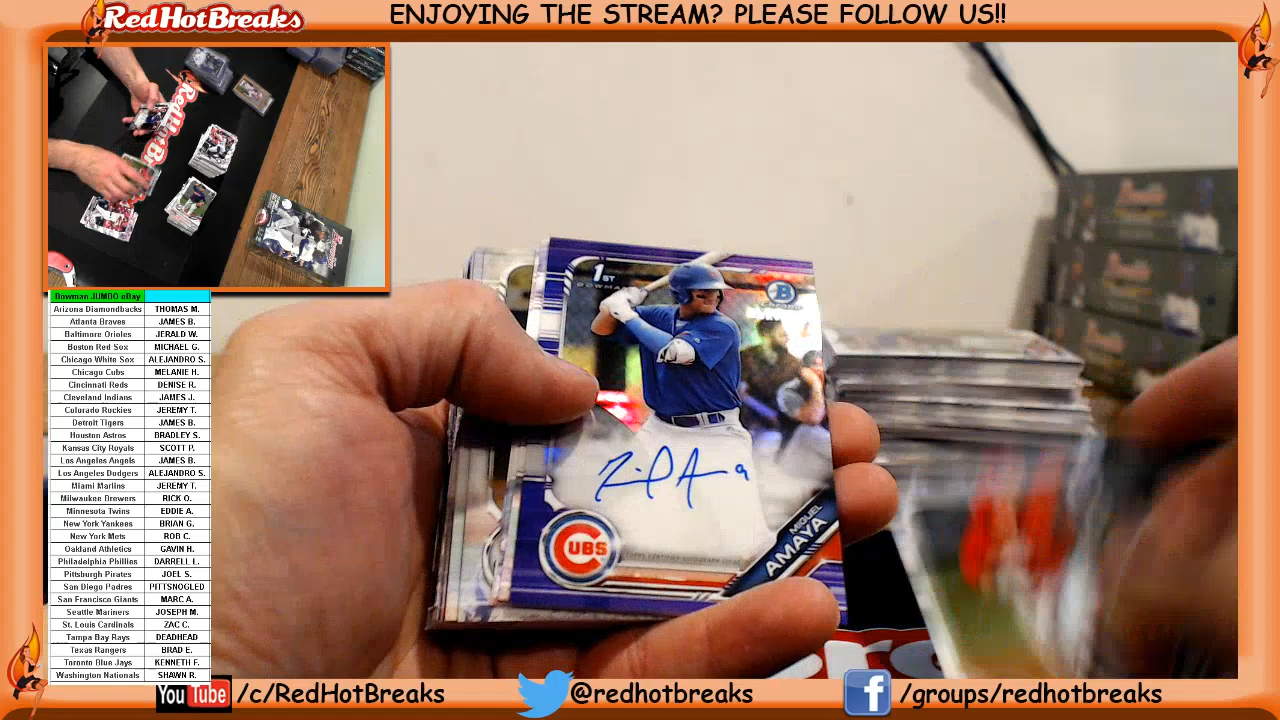 RedHotBreaks
ENJOYING THE STREAM? PLEASE FOLLOW US!!
RedHotBre
Bowman JUMBO eBay
Arizona Diamondbacks THOMAS M.
Atlanta Braves JAMES B.
Baltimore Orioles JERALD W.
Boston Red Sox MICHAEL G.
Chicago White Sox ALEJANDRO S.
Chicago Cubs MELANIE H.
Cincinnati Reds DENISE R.
Cleveland Indians JAMES J.
Colorado Rockies JEREMY T.
Detroit Tigers JAMES B.
Houston Astros BRADLEY S.
Kansas City Royals SCOTT P.
Los Angeles Angels JAMES B.
Los Angeles Dodgers ALEJANDRO S.
Miami Marlins JEREMY T.
Milwaukee Brewers RICK O.
Minnesota Twins EDDIE A.
New York Yankees BRIAN G.
New York Mets ROB C.
Oakland Athletics GAVIN H.
Philadelphia Phillies DARRELL L.
Pittsburgh Pirates JOEL S.
San Diego Padres PITTSNOGLED
San Francisco Giants MARC A.
Seattle Mariners JOSEPH M.
St. Louis Cardinals ZAC C.
Tampa Bay Rays DEADHEAD
Texas Rangers BRAD E.
Toronto Blue Jays KENNETH F.
Washington Nationals SHAWN R.
1ST
BOWMAN
B
CUBS
MIGUEL
AMAYA
YouTube /c/RedHotBreaks
@redhotbreaks
f /groups/redhotbreaks